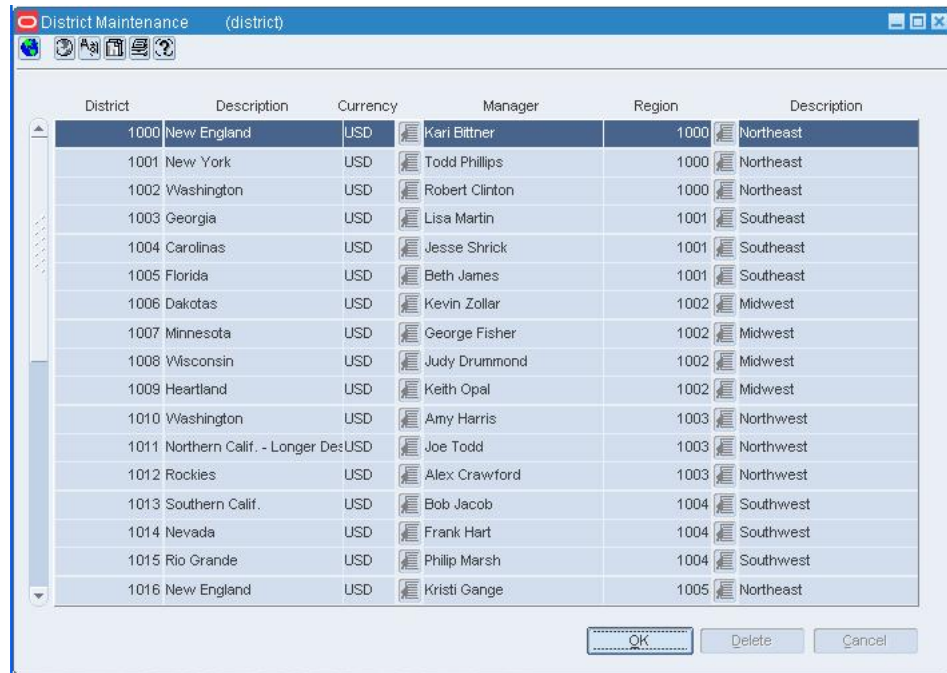 District Maintenance (district)
District Description Currency Manager Region Description
1000 New England USD Kari Bittner 1000 Northeast
1001 New York USD Todd Phillips 1000 Northeast
1002 Washington USD Robert Clinton 1000 Northeast
1003 Georgia USD Lisa Martin 1001 Southeast
1004 Carolinas USD Jesse Shrick 1001 Southeast
1005 Florida USD Beth James 1001 Southeast
1006 Dakotas USD Kevin Zollar 1002 Midwest
1007 Minnesota USD George Fisher 1002 Midwest
1008 Wisconsin USD Judy Drummond 1002 Midwest
1009 Heartland USD Keith Opal 1002 Midwest
1010 Washington USD Amy Harris 1003 Northwest
1011 Northern Calif. - Longer Des USD Joe Todd 1003 Northwest
1012 Rockies USD Alex Crawford 1003 Northwest
1013 Southern Calif. USD Bob Jacob 1004 Southwest
1014 Nevada USD Frank Hart 1004 Southwest
1015 Rio Grande USD Philip Marsh 1004 Southwest
1016 New England USD Kristi Gange 1005 Northeast
OK Delete Cancel